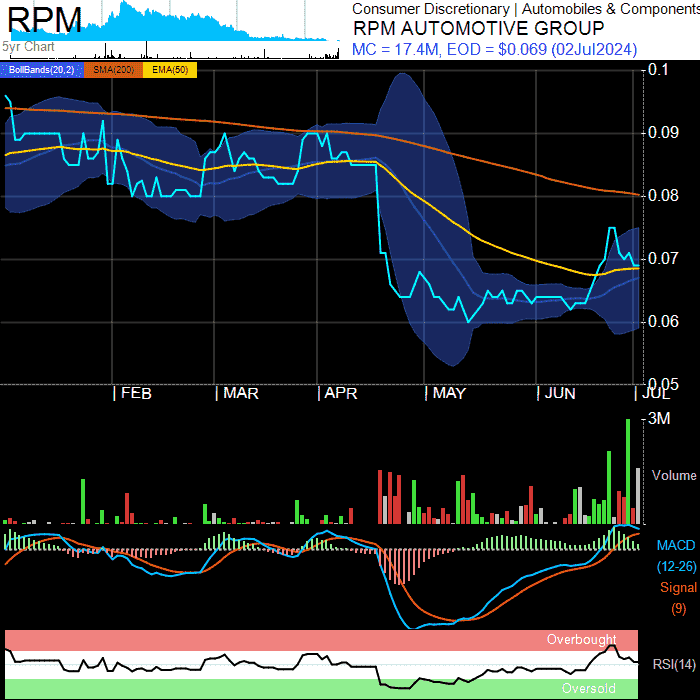 RPM
Consumer Discretionary | Automobiles & Components
RPM AUTOMOTIVE GROUP
5yr Chart
MC = 17.4M, EOD = $0.069 (02Jul2024)
BollBands(20,2) SMA(200) EMA(50)
0.1
0.09
0.08
0.07
0.06
0.05
FEB MAR APR MAY JUN JUL
3M
Volume
MACD
(12-26)
Signal
(9)
Overbought
RSI(14)
Oversold